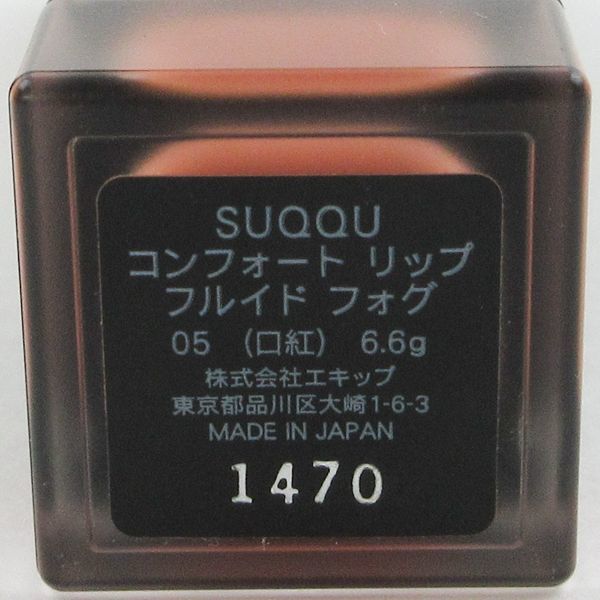 SUQQU
コンフォート リップ
フルイド フォグ
05 (口紅) 6.6g
株式会社エキップ
東京都品川区大崎1-6-3
MADE IN JAPAN
1470